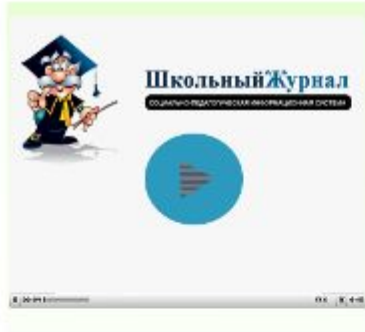 ШкольныйЖурнал
СОЦИАЛЬНО-ПЕДАГОГИЧЕСКАЯ ИНФОРМАЦИОННАЯ СИСТЕМА